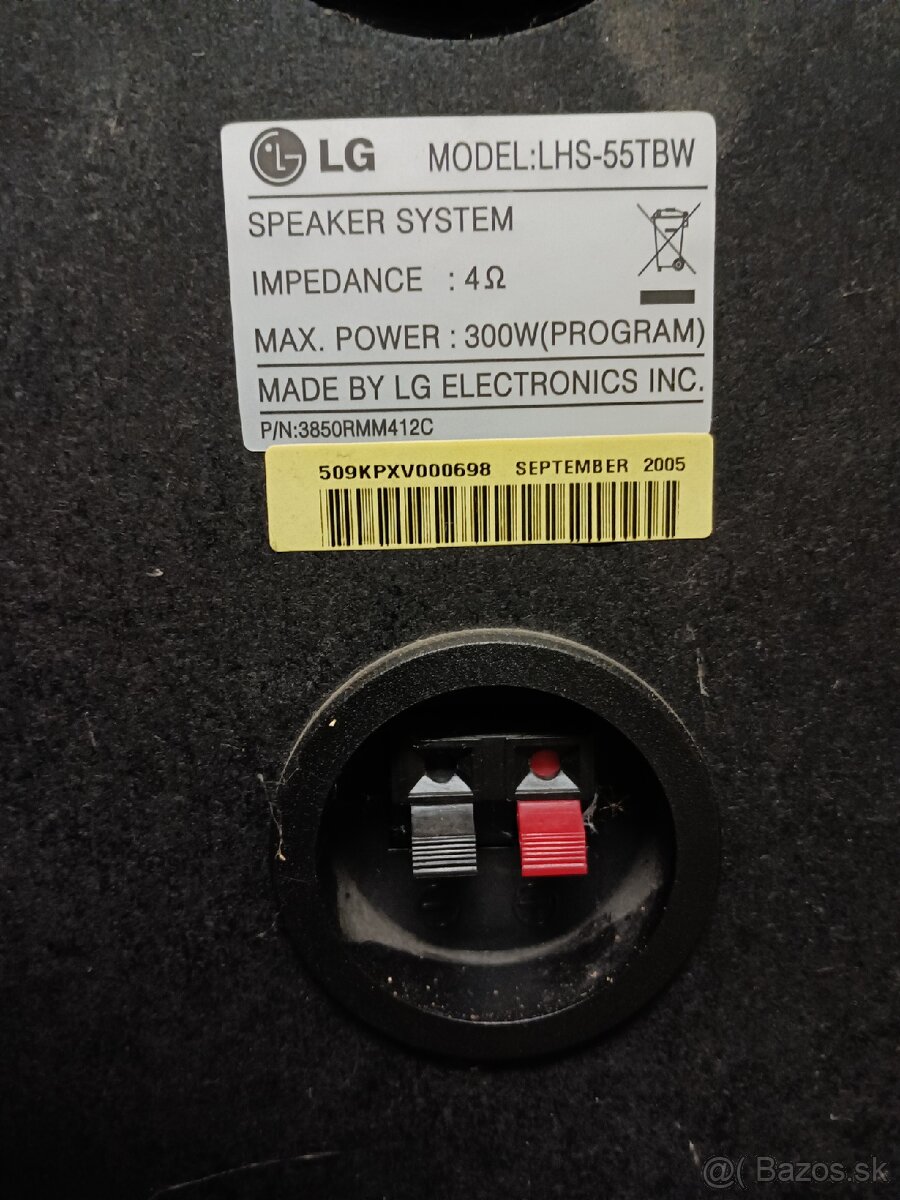 LG MODEL:LHS-55TBW
SPEAKER SYSTEM
IMPEDANCE : 4Ω
MAX. POWER : 300W(PROGRAM)
MADE BY LG ELECTRONICS INC.
P/N:3850RMM412C
509KPXV000698 SEPTEMBER 2005
@( Bazos.sk